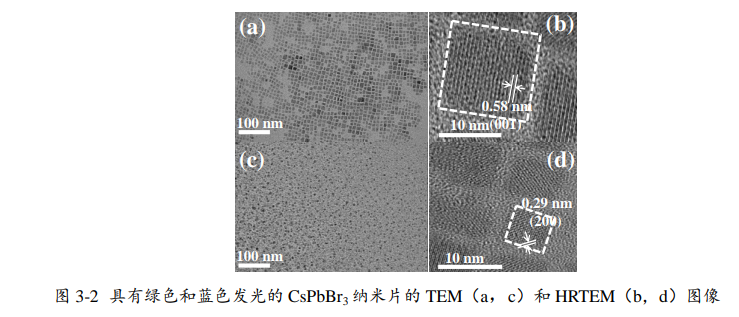 (a)
100 nm
(b)
0.58 nm
10 nm(001)
(c)
100 nm
(d)
0.29 nm
(200)
10 nm
图 3-2 具有绿色和蓝色发光的 CsPbBr₃ 纳米片的 TEM（a，c）和 HRTEM（b，d）图像